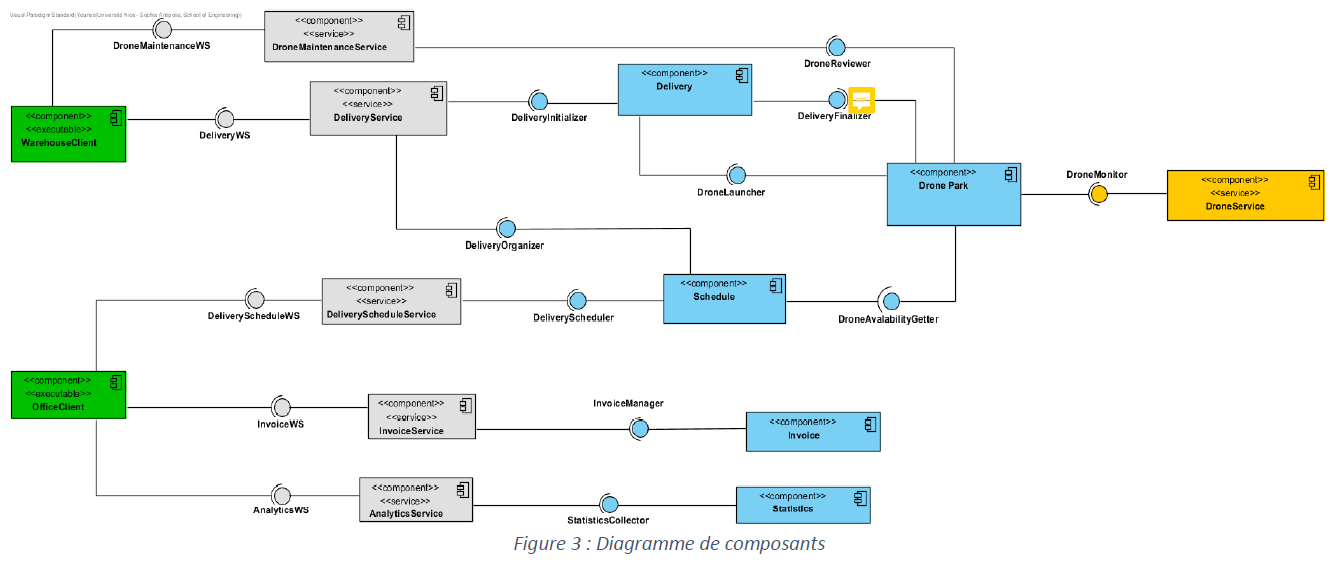 Visual Paradigm Standard(Younes(Université Nice - Sophia Antipolis, School of Engineering))
<<component>>
<<service>>
DroneMaintenanceService
DroneMaintenanceWS
DroneReviewer
<<component>>
<<executable>>
WarehouseClient
DeliveryWS
<<component>>
<<service>>
DeliveryService
DeliveryInitializer
<<component>>
Delivery
DeliveryFinalizer
DroneLauncher
<<component>>
Drone Park
DroneMonitor
<<component>>
<<service>>
DroneService
DeliveryOrganizer
<<component>>
Schedule
DroneAvalabilityGetter
DeliveryScheduleWS
<<component>>
<<service>>
DeliveryScheduleService
DeliveryScheduler
<<component>>
<<executable>>
OfficeClient
InvoiceWS
<<component>>
<<service>>
InvoiceService
InvoiceManager
<<component>>
Invoice
AnalyticsWS
<<component>>
<<service>>
AnalyticsService
StatisticsCollector
<<component>>
Statistics
Figure 3 : Diagramme de composants